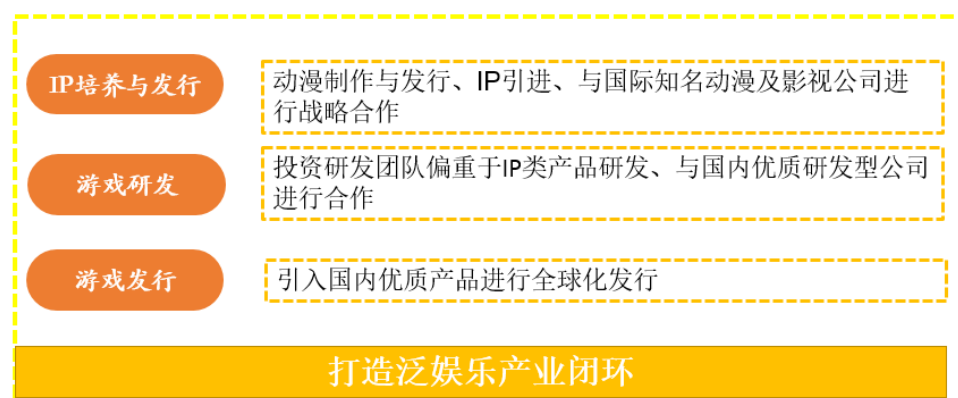 IP培养与发行
动漫制作与发行、IP引进、与国际知名动漫及影视公司进
行战略合作
游戏研发
投资研发团队偏重于IP类产品研发、与国内优质研发型公司
进行合作
游戏发行
引入国内优质产品进行全球化发行
打造泛娱乐产业闭环